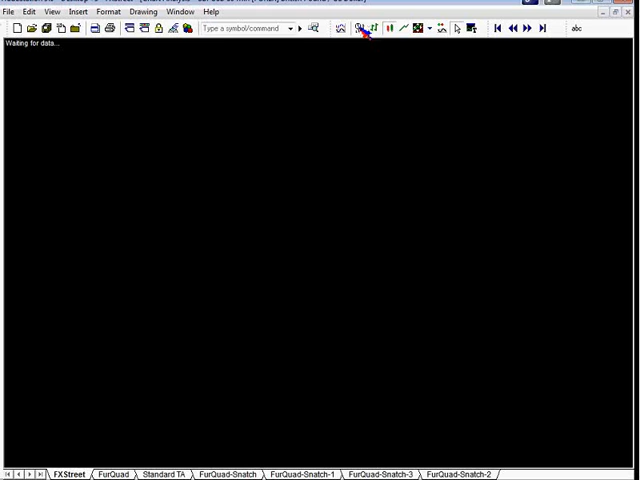 File Edit View Insert Format Drawing Window Help
Type a symbol/command
abc
Waiting for data...
FXStreet FurQuad Standard TA FurQuad-Snatch FurQuad-Snatch-1 FurQuad-Snatch-3 FurQuad-Snatch-2